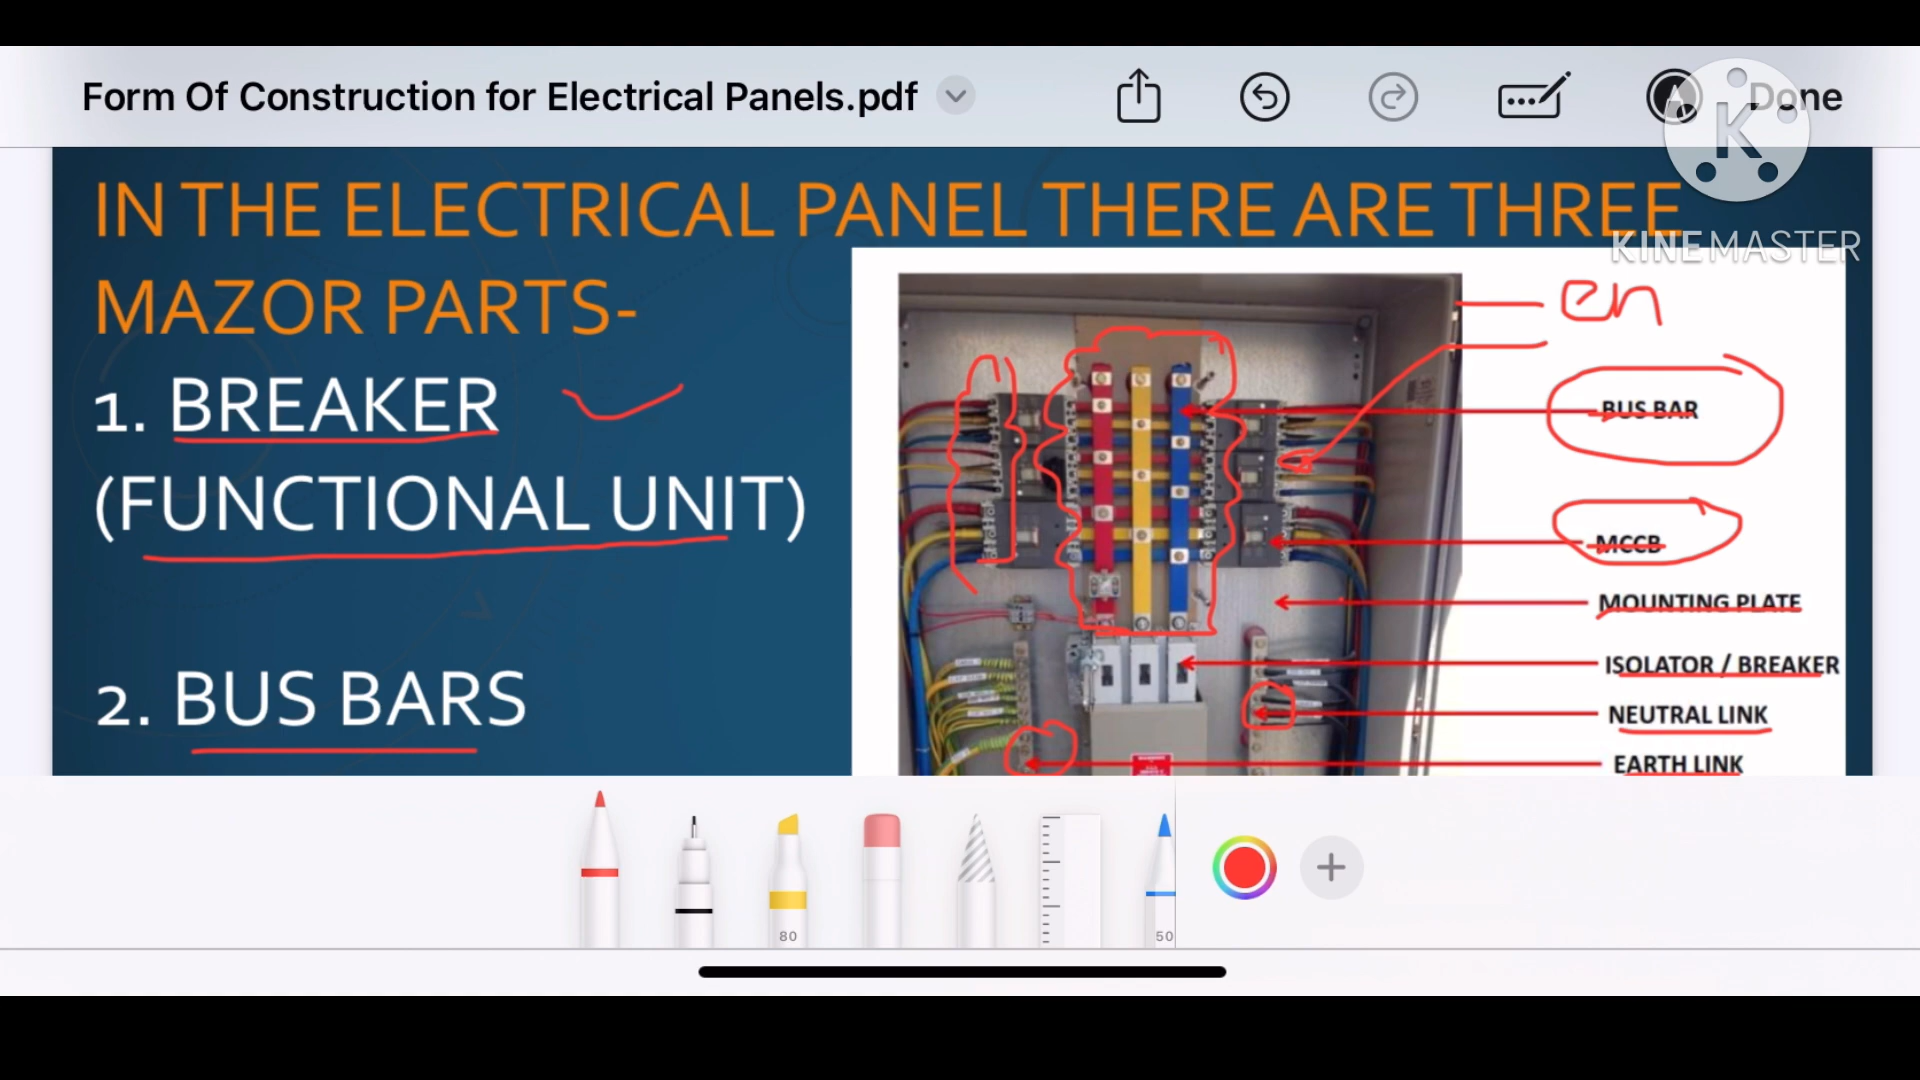 Form Of Construction for Electrical Panels.pdf
Done
K
KINEMASTER
IN THE ELECTRICAL PANEL THERE ARE THREE
MAZOR PARTS-
1. BREAKER
(FUNCTIONAL UNIT)
2. BUS BARS
en
BUS BAR
MCCB
MOUNTING PLATE
ISOLATOR / BREAKER
NEUTRAL LINK
EARTH LINK
80
50